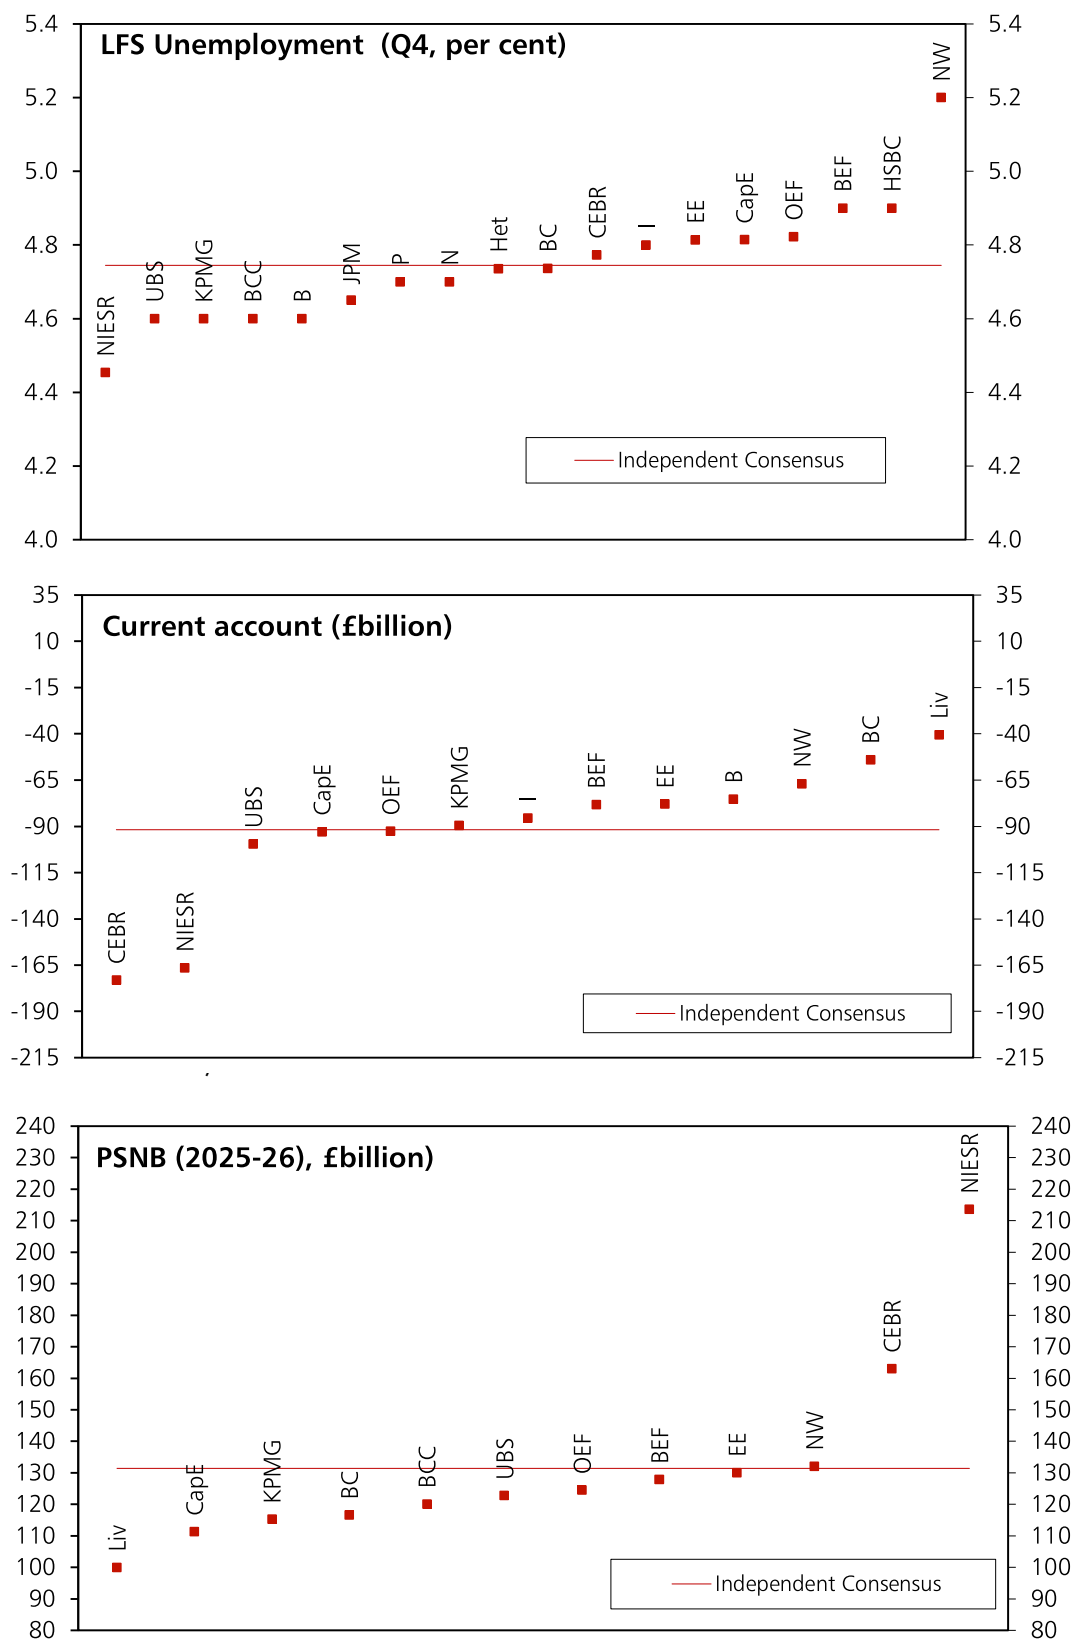 LFS Unemployment (Q4, per cent)
5.4 5.4
5.2 5.2
5.0 5.0
4.8 4.8
4.6 4.6
4.4 4.4
4.2 4.2
4.0 4.0
NIESR
UBS
KPMG
BCC
B
JPM
P
N
Het
BC
CEBR
I
EE
CapE
OEF
BEF
HSBC
NW
Independent Consensus
Current account (£billion)
35 35
10 10
-15 -15
-40 -40
-65 -65
-90 -90
-115 -115
-140 -140
-165 -165
-190 -190
-215 -215
CEBR
NIESR
UBS
CapE
OEF
KPMG
I
BEF
EE
B
NW
BC
Liv
Independent Consensus
PSNB (2025-26), £billion)
240 240
230 230
220 220
210 210
200 200
190 190
180 180
170 170
160 160
150 150
140 140
130 130
120 120
110 110
100 100
90 90
80 80
Liv
CapE
KPMG
BC
BCC
UBS
OEF
BEF
EE
NW
CEBR
NIESR
Independent Consensus